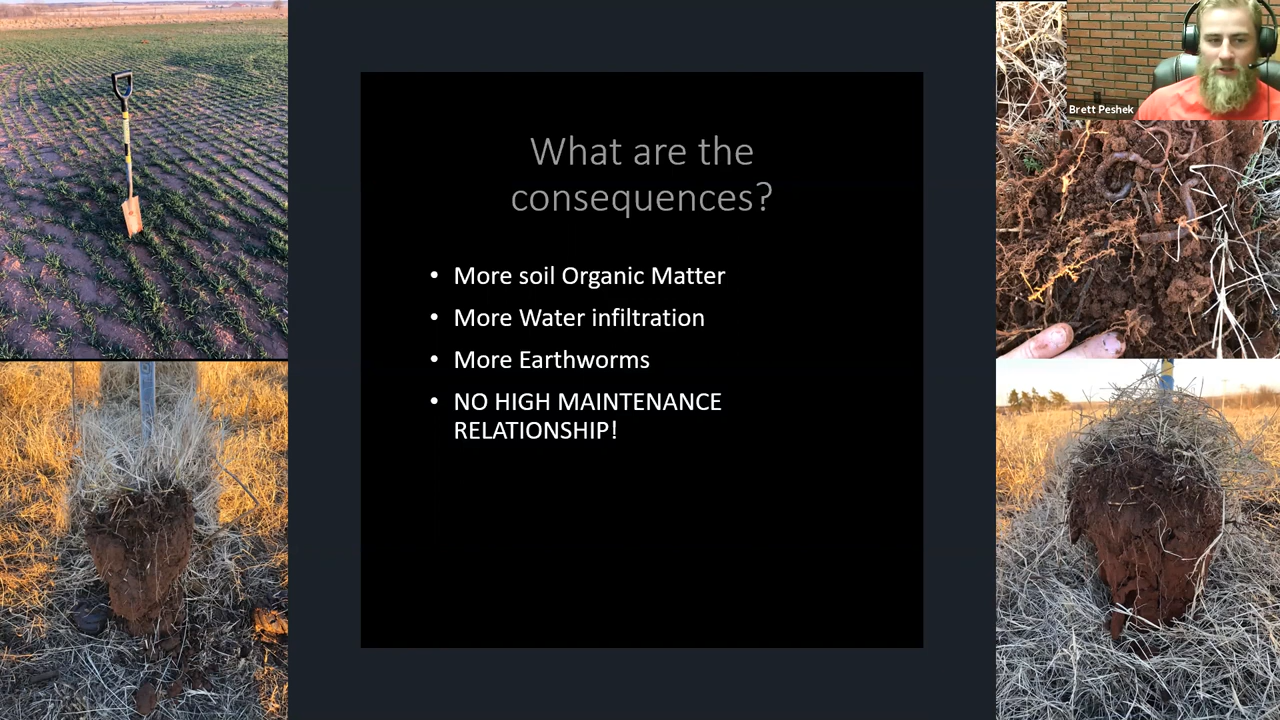 Brett Peshek
What are the
consequences?
• More soil Organic Matter
• More Water infiltration
• More Earthworms
• NO HIGH MAINTENANCE
RELATIONSHIP!